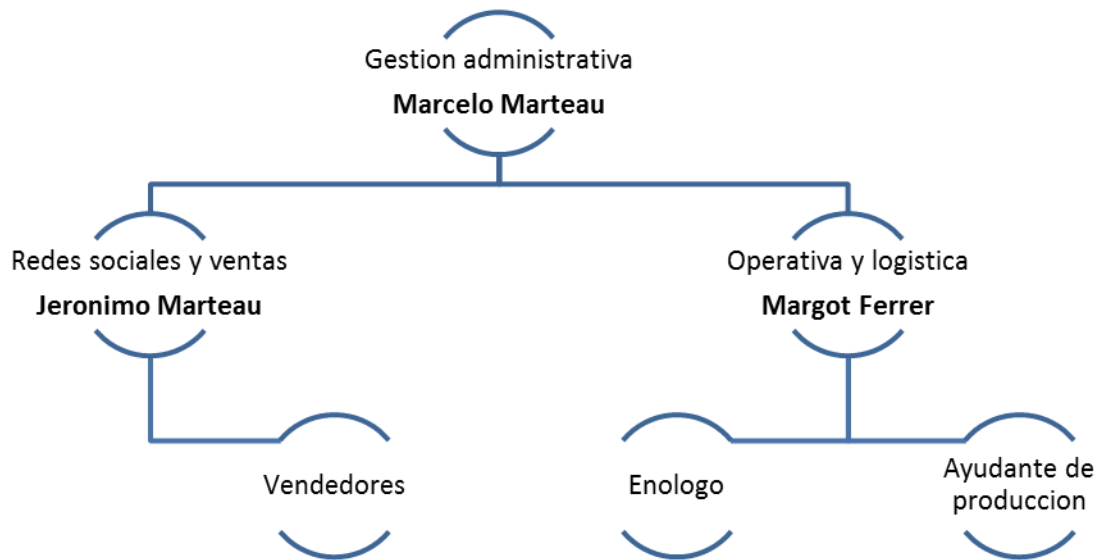 Gestion administrativa
Marcelo Marteau
Redes sociales y ventas
Jeronimo Marteau
Operativa y logistica
Margot Ferrer
Vendedores
Enologo
Ayudante de
produccion